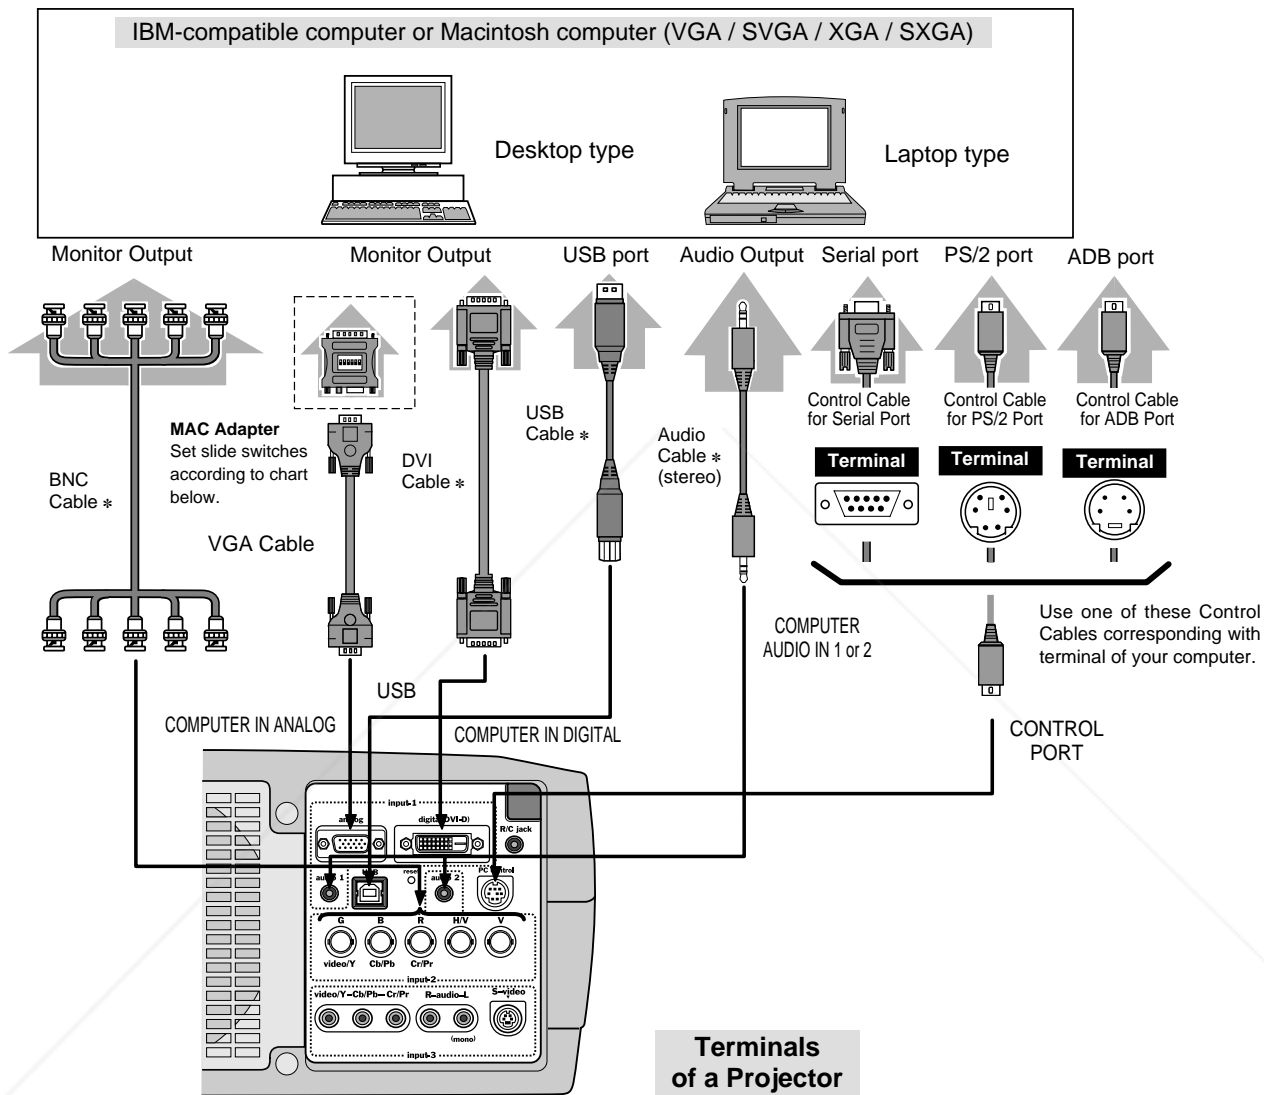 IBM-compatible computer or Macintosh computer (VGA / SVGA / XGA / SXGA)
Desktop type
Laptop type
Monitor Output
Monitor Output
USB port
Audio Output
Serial port
PS/2 port
ADB port
Control Cable
for Serial Port
Control Cable
for PS/2 Port
Control Cable
for ADB Port
MAC Adapter
Set slide switches
according to chart
below.
BNC
Cable *
DVI
Cable *
USB
Cable *
Audio
Cable *
(stereo)
Terminal
Terminal
Terminal
VGA Cable
COMPUTER
AUDIO IN 1 or 2
Use one of these Control
Cables corresponding with
terminal of your computer.
USB
COMPUTER IN ANALOG
COMPUTER IN DIGITAL
CONTROL
PORT
input-1
analog
digital(DVI-D)
R/C jack
audio 1
USB
reset
audio 2
PC control
G
B
R
H/V
V
video/Y
Cb/Pb
Cr/Pr
input-2
video/Y–Cb/Pb–Cr/Pr
R–audio–L
S–video
(mono)
input-3
Terminals
of a Projector